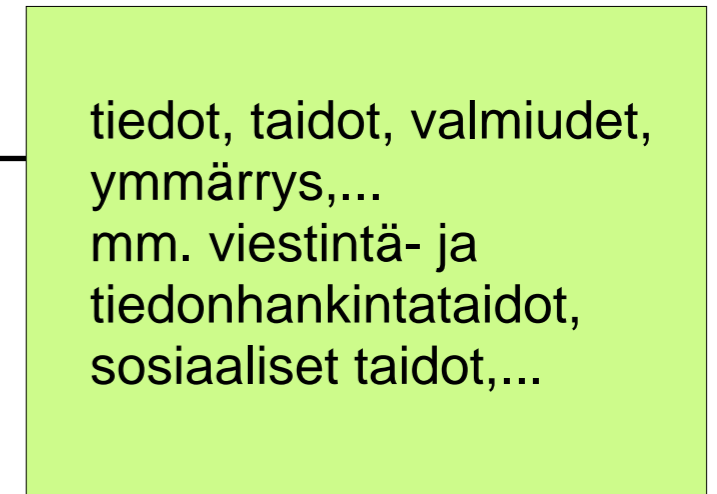 tiedot, taidot, valmiudet,
ymmärrys,...
mm. viestintä- ja
tiedonhankintataidot,
sosiaaliset taidot,...